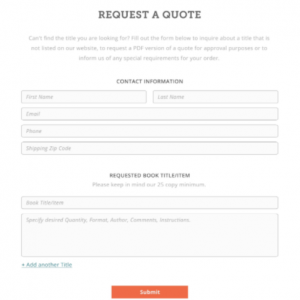 REQUEST A QUOTE
Can't find the title you are looking for? Fill out the form below to inquire about a title that is
not listed on our website, to request a PDF version of a quote for approval purposes or to
inform us of any special requirements for your order.
CONTACT INFORMATION
First Name
Last Name
Email
Phone
Shipping Zip Code
REQUESTED BOOK TITLE/ITEM
Please keep in mind our 25 copy minimum.
Book Title/Item
Specify desired Quantity, Format, Author, Comments, Instructions.
+ Add another Title
Submit